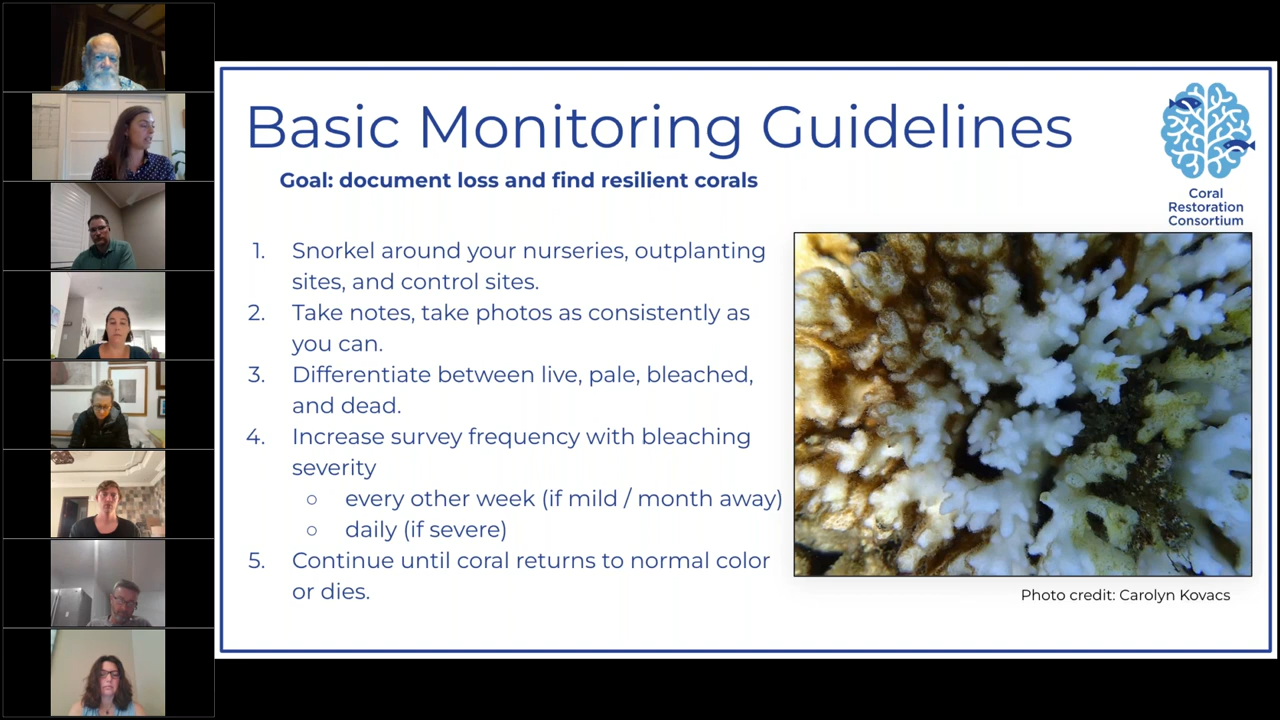 Basic Monitoring Guidelines
Goal: document loss and find resilient corals
Coral
Restoration
Consortium
1. Snorkel around your nurseries, outplanting
sites, and control sites.
2. Take notes, take photos as consistently as
you can.
3. Differentiate between live, pale, bleached,
and dead.
4. Increase survey frequency with bleaching
severity
○ every other week (if mild / month away)
○ daily (if severe)
5. Continue until coral returns to normal color
or dies.
Photo credit: Carolyn Kovacs